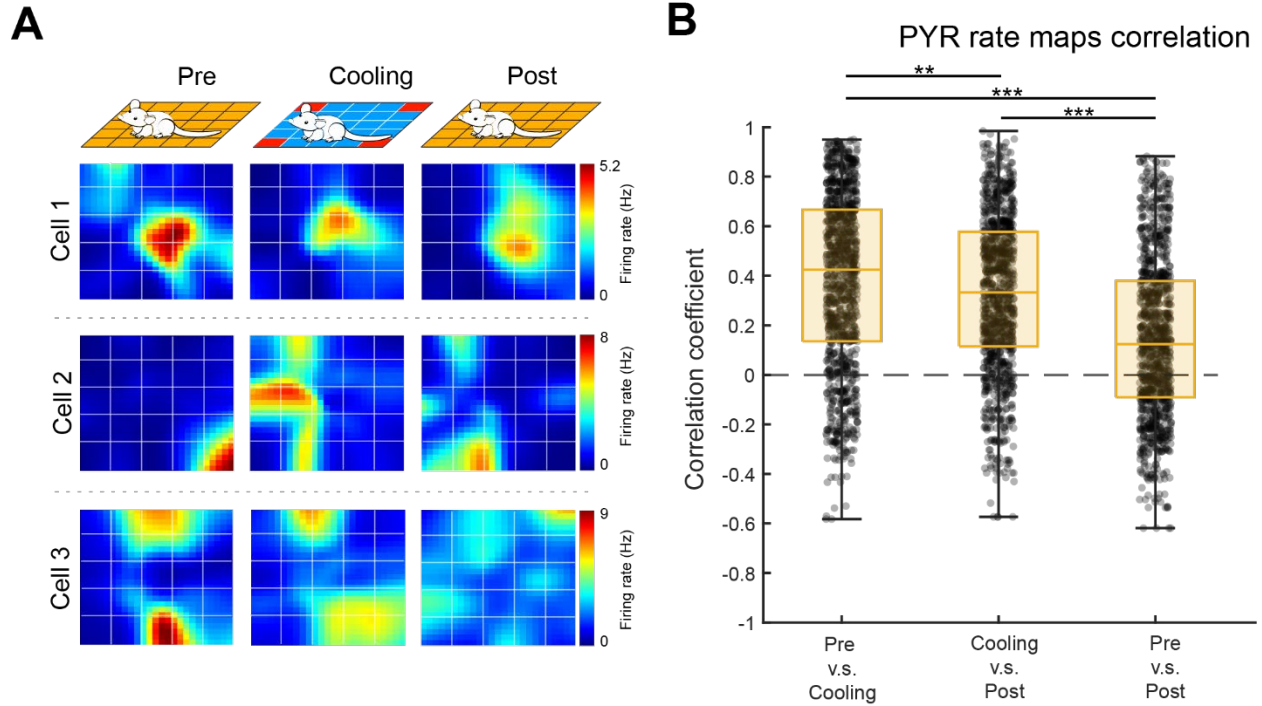 A
Pre
Cooling
Post
Cell 1
5.2
0
Firing rate (Hz)
Cell 2
8
0
Firing rate (Hz)
Cell 3
9
0
Firing rate (Hz)
B
PYR rate maps correlation
**
***
***
Correlation coefficient
1
0.8
0.6
0.4
0.2
0
-0.2
-0.4
-0.6
-0.8
-1
Pre
v.s.
Cooling
Cooling
v.s.
Post
Pre
v.s.
Post